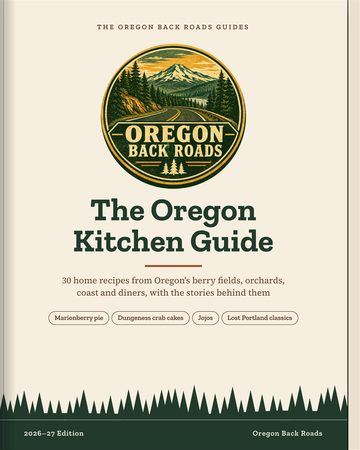 THE OREGON BACK ROADS GUIDES
OREGON
BACK ROADS
The Oregon
Kitchen Guide
30 home recipes from Oregon's berry fields, orchards,
coast and diners, with the stories behind them
Marionberry pie
Dungeness crab cakes
Jojos
Lost Portland classics
2026–27 Edition
Oregon Back Roads